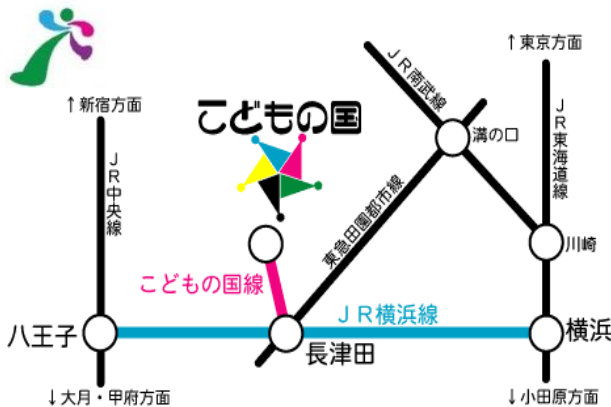 ↑東京方面
JR南武線
↑新宿方面
こどもの国
溝の口
JR東海道線
JR中央線
東急田園都市線
川崎
こどもの国線
JR横浜線
八王子
長津田
横浜
↓大月・甲府方面
↓小田原方面